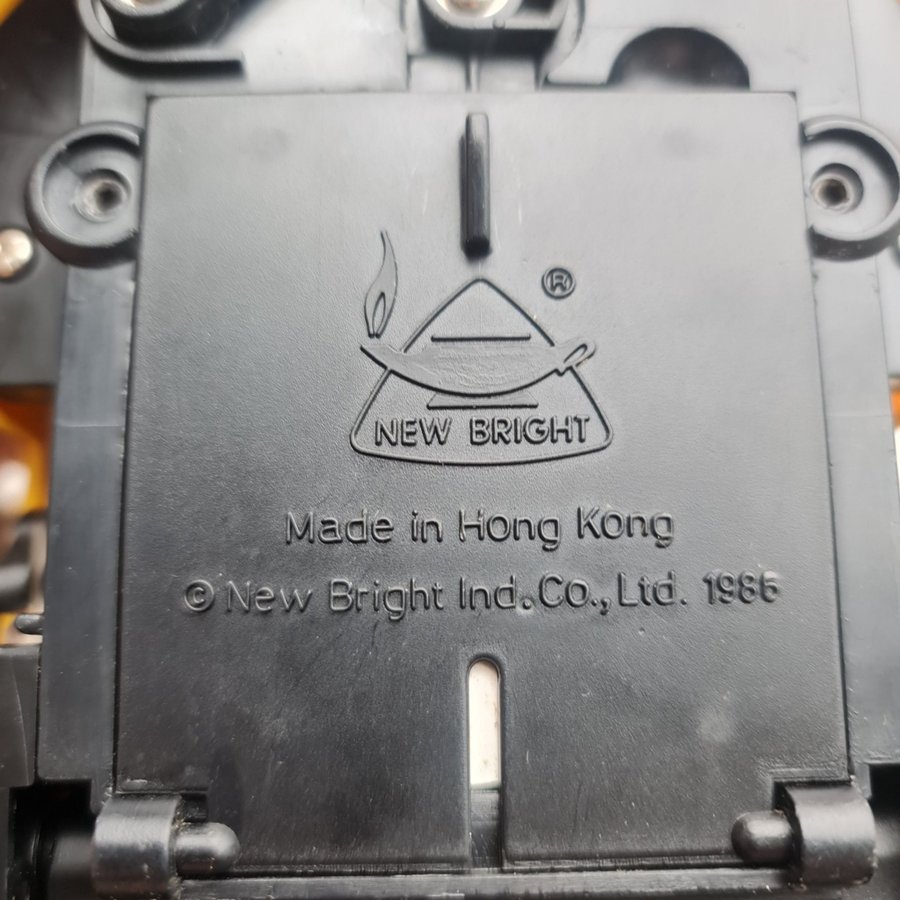 ®
NEW BRIGHT
Made in Hong Kong
© New Bright Ind. Co., Ltd. 1986